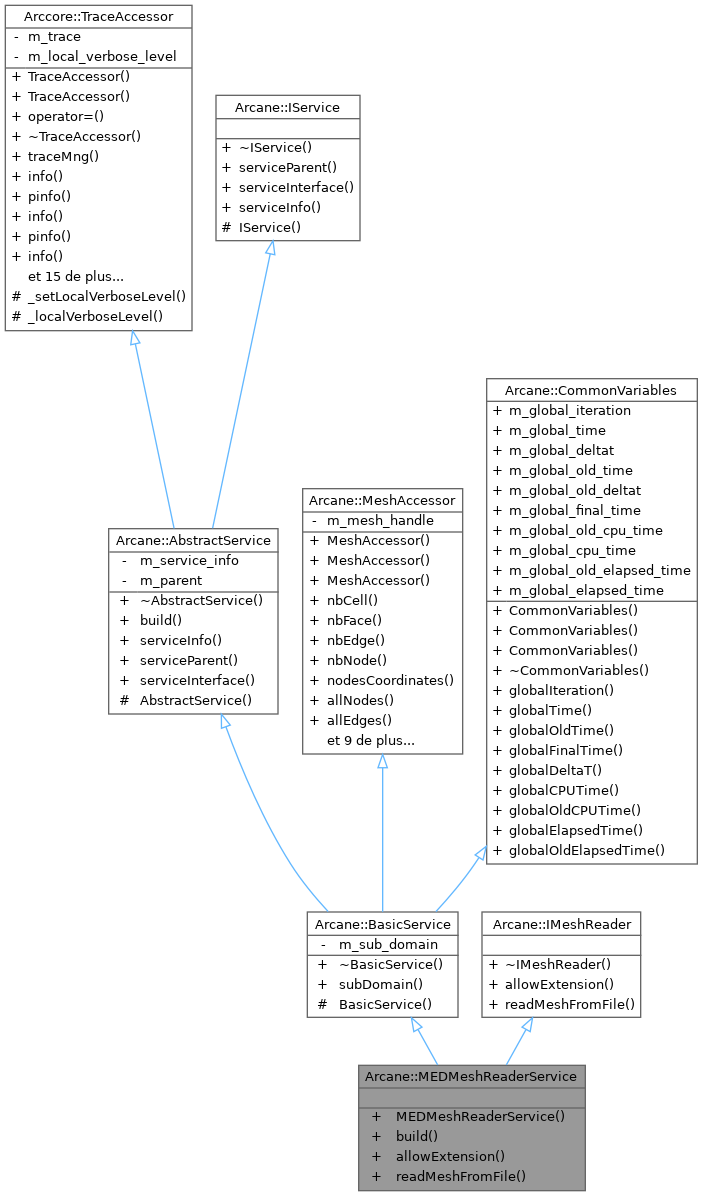 Arccore::TraceAccessor
- m_trace
- m_local_verbose_level
+ TraceAccessor()
+ TraceAccessor()
+ operator=()
+ ~TraceAccessor()
+ traceMng()
+ info()
+ pinfo()
+ info()
+ pinfo()
+ info()
et 15 de plus...
# _setLocalVerboseLevel()
# _localVerboseLevel()
Arcane::IService
+ ~IService()
+ serviceParent()
+ serviceInterface()
+ serviceInfo()
# IService()
Arcane::AbstractService
- m_service_info
- m_parent
+ ~AbstractService()
+ build()
+ serviceInfo()
+ serviceParent()
+ serviceInterface()
# AbstractService()
Arcane::MeshAccessor
- m_mesh_handle
+ MeshAccessor()
+ MeshAccessor()
+ MeshAccessor()
+ nbCell()
+ nbFace()
+ nbEdge()
+ nbNode()
+ nodesCoordinates()
+ allNodes()
+ allEdges()
et 9 de plus...
Arcane::CommonVariables
+ m_global_iteration
+ m_global_time
+ m_global_deltat
+ m_global_old_time
+ m_global_old_deltat
+ m_global_final_time
+ m_global_old_cpu_time
+ m_global_cpu_time
+ m_global_old_elapsed_time
+ m_global_elapsed_time
+ CommonVariables()
+ CommonVariables()
+ CommonVariables()
+ ~CommonVariables()
+ globalIteration()
+ globalTime()
+ globalOldTime()
+ globalFinalTime()
+ globalDeltaT()
+ globalCPUTime()
+ globalOldCPUTime()
+ globalElapsedTime()
+ globalOldElapsedTime()
Arcane::BasicService
- m_sub_domain
+ ~BasicService()
+ subDomain()
# BasicService()
Arcane::IMeshReader
+ ~IMeshReader()
+ allowExtension()
+ readMeshFromFile()
Arcane::MEDMeshReaderService
+ MEDMeshReaderService()
+ build()
+ allowExtension()
+ readMeshFromFile()